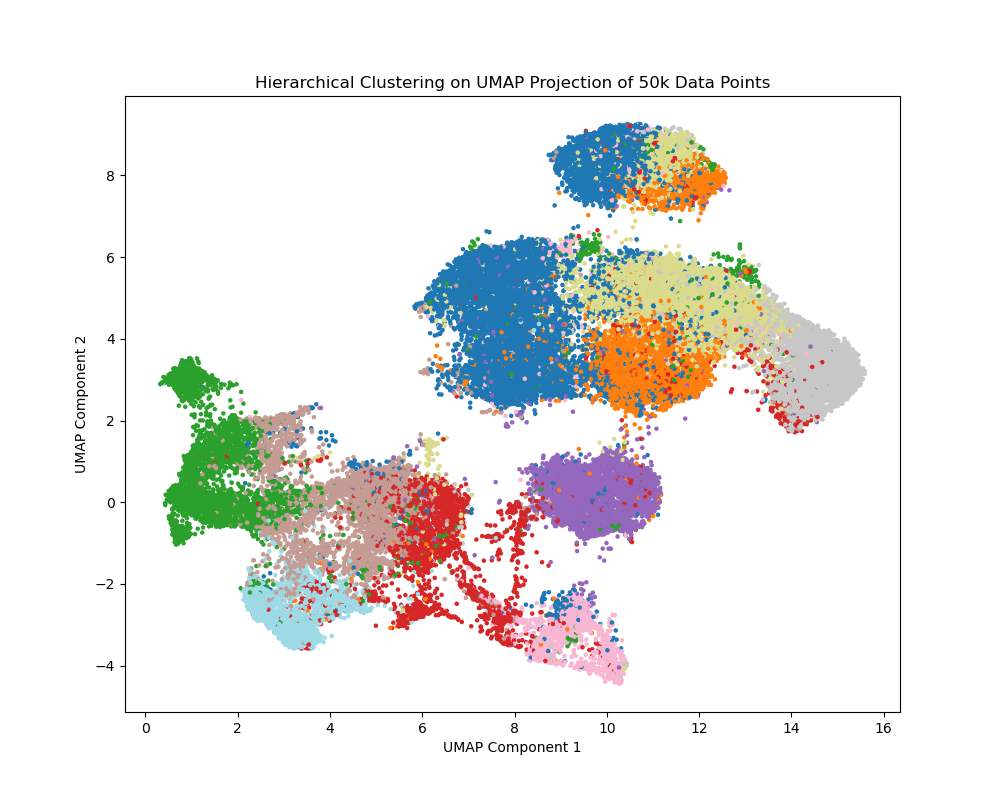 Hierarchical Clustering on UMAP Projection of 50k Data Points
8
6
4
2
0
−2
−4
UMAP Component 2
0 2 4 6 8 10 12 14 16
UMAP Component 1